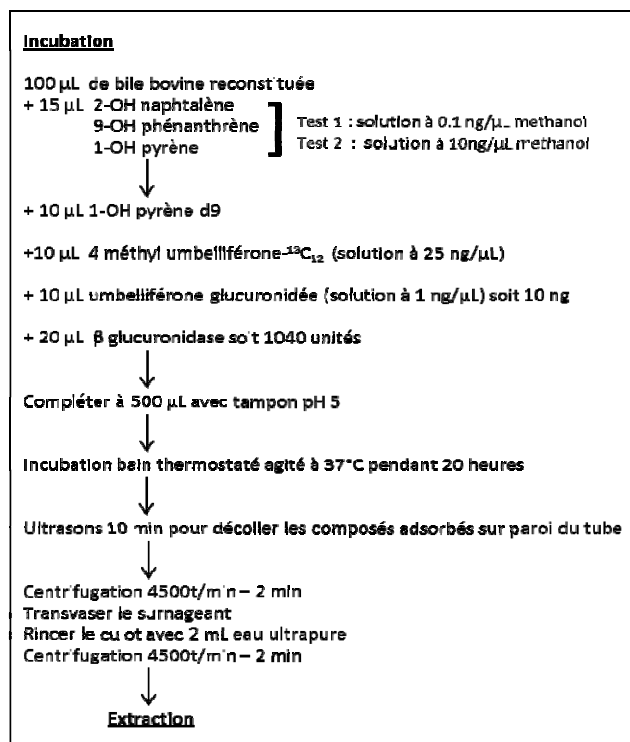 Incubation
100 µL de bile bovine reconstituée
+ 15 µL 2-OH naphtalène
9-OH phénanthrène
1-OH pyrène
Test 1 : solution à 0.1 ng/µL methanol
Test 2 : solution à 10ng/µL methanol
+ 10 µL 1-OH pyrène d9
+10 µL 4 méthyl umbelliférone-¹³C₁₂ (solution à 25 ng/µL)
+ 10 µL umbelliférone glucuronidée (solution à 1 ng/µL) soit 10 ng
+ 20 µL β glucuronidase soit 1040 unités
Compléter à 500 µL avec tampon pH 5
Incubation bain thermostaté agité à 37°C pendant 20 heures
Ultrasons 10 min pour décoller les composés adsorbés sur paroi du tube
Centrifugation 4500t/min – 2 min
Transvaser le surnageant
Rincer le culot avec 2 mL eau ultrapure
Centrifugation 4500t/min – 2 min
Extraction